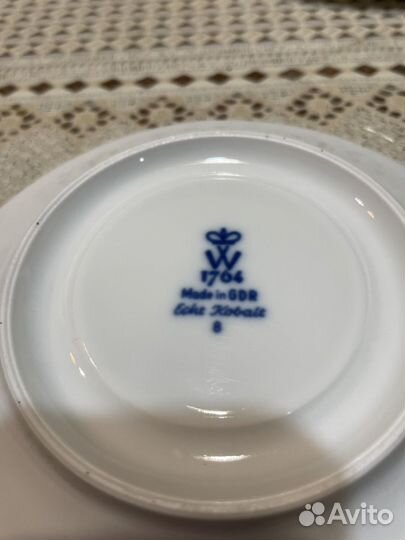 W
1764
Made in GDR
Echt Kobalt
8
Avito